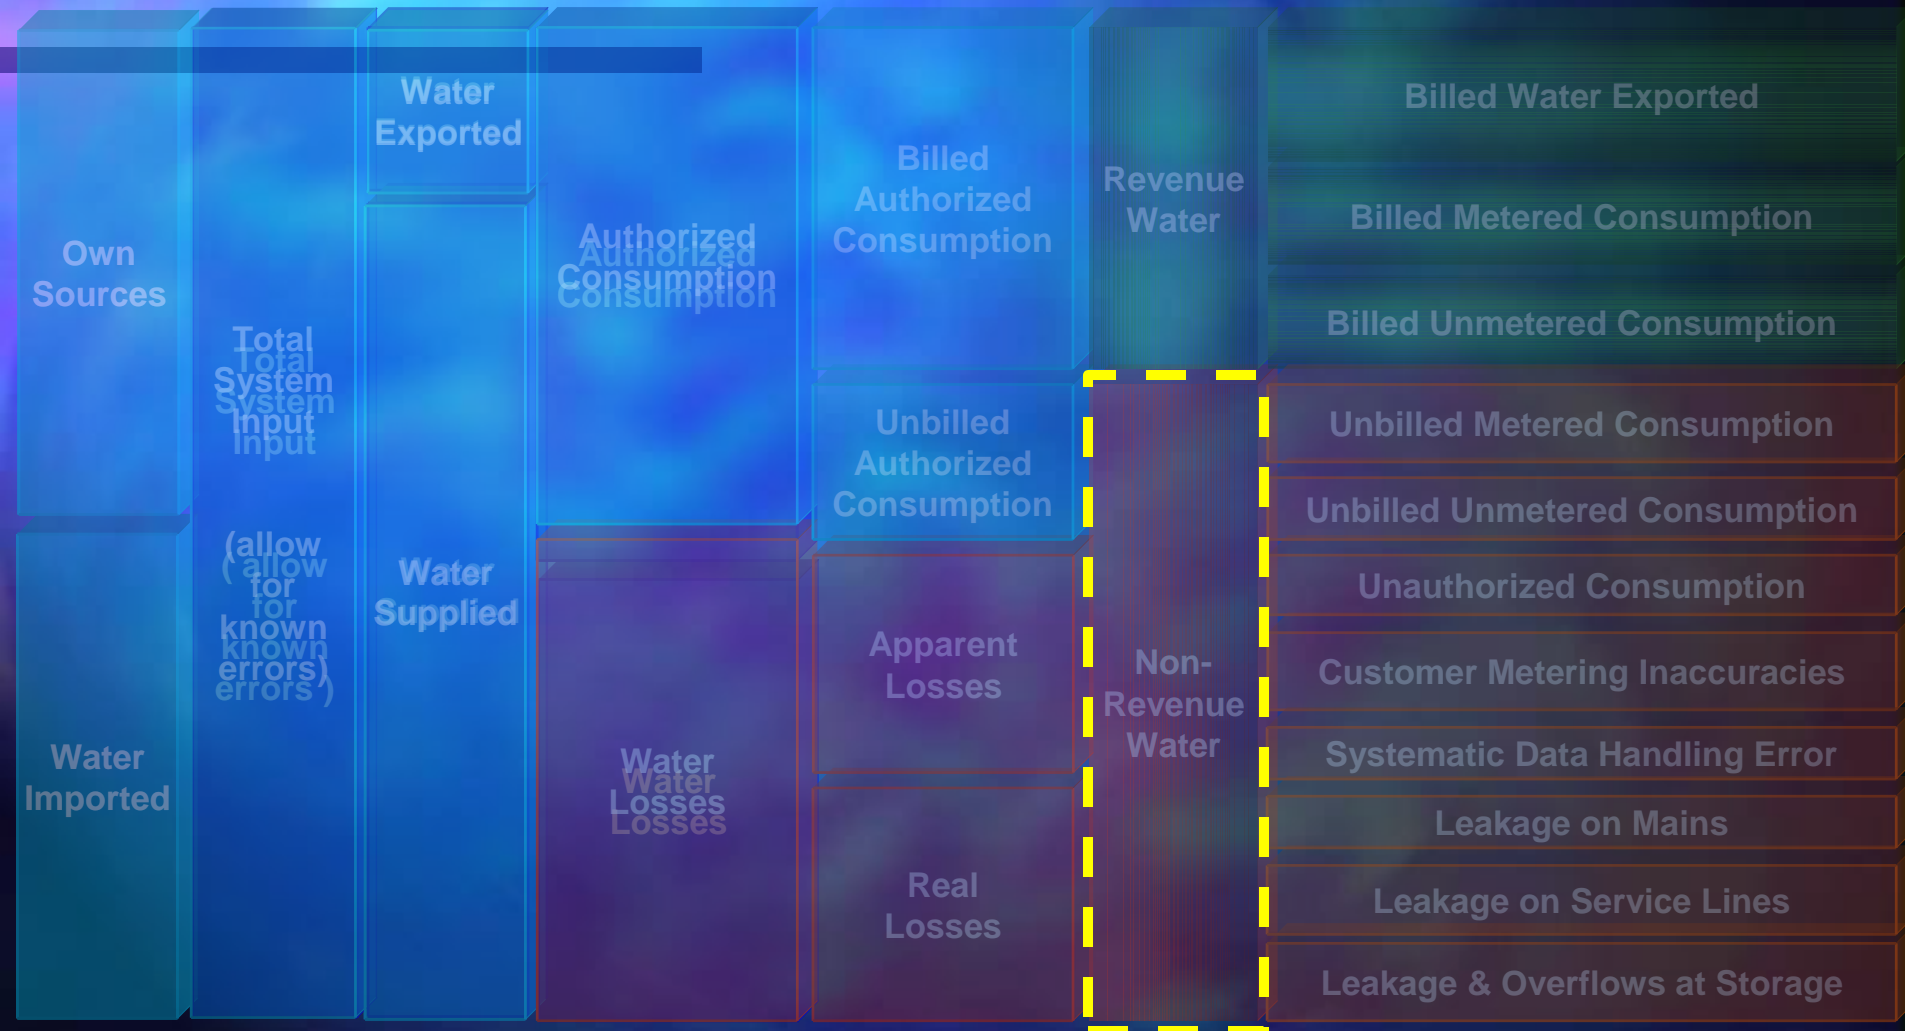 Own
Sources
Water
Imported
Total
System
Input
(allow
for
known
errors)
Water
Exported
Water
Supplied
Authorized
Consumption
Water
Losses
Billed
Authorized
Consumption
Unbilled
Authorized
Consumption
Apparent
Losses
Real
Losses
Revenue
Water
Non-
Revenue
Water
Billed Water Exported
Billed Metered Consumption
Billed Unmetered Consumption
Unbilled Metered Consumption
Unbilled Unmetered Consumption
Unauthorized Consumption
Customer Metering Inaccuracies
Systematic Data Handling Error
Leakage on Mains
Leakage on Service Lines
Leakage & Overflows at Storage